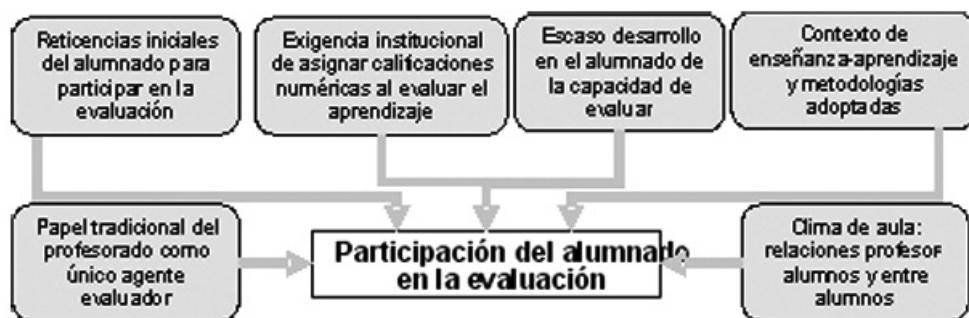 Reticencias iniciales
del alumnado para
participar en la
evaluación
Exigencia institucional
de asignar calificaciones
numéricas al evaluar el
aprendizaje
Escaso desarrollo
en el alumnado de
la capacidad de
evaluar
Contexto de
enseñanza-aprendizaje
y metodologías
adoptadas
Papel tradicional del
profesorado como
único agente
evaluador
Participación del alumnado
en la evaluación
Clima de aula:
relaciones profesor
alumnos y entre
alumnos